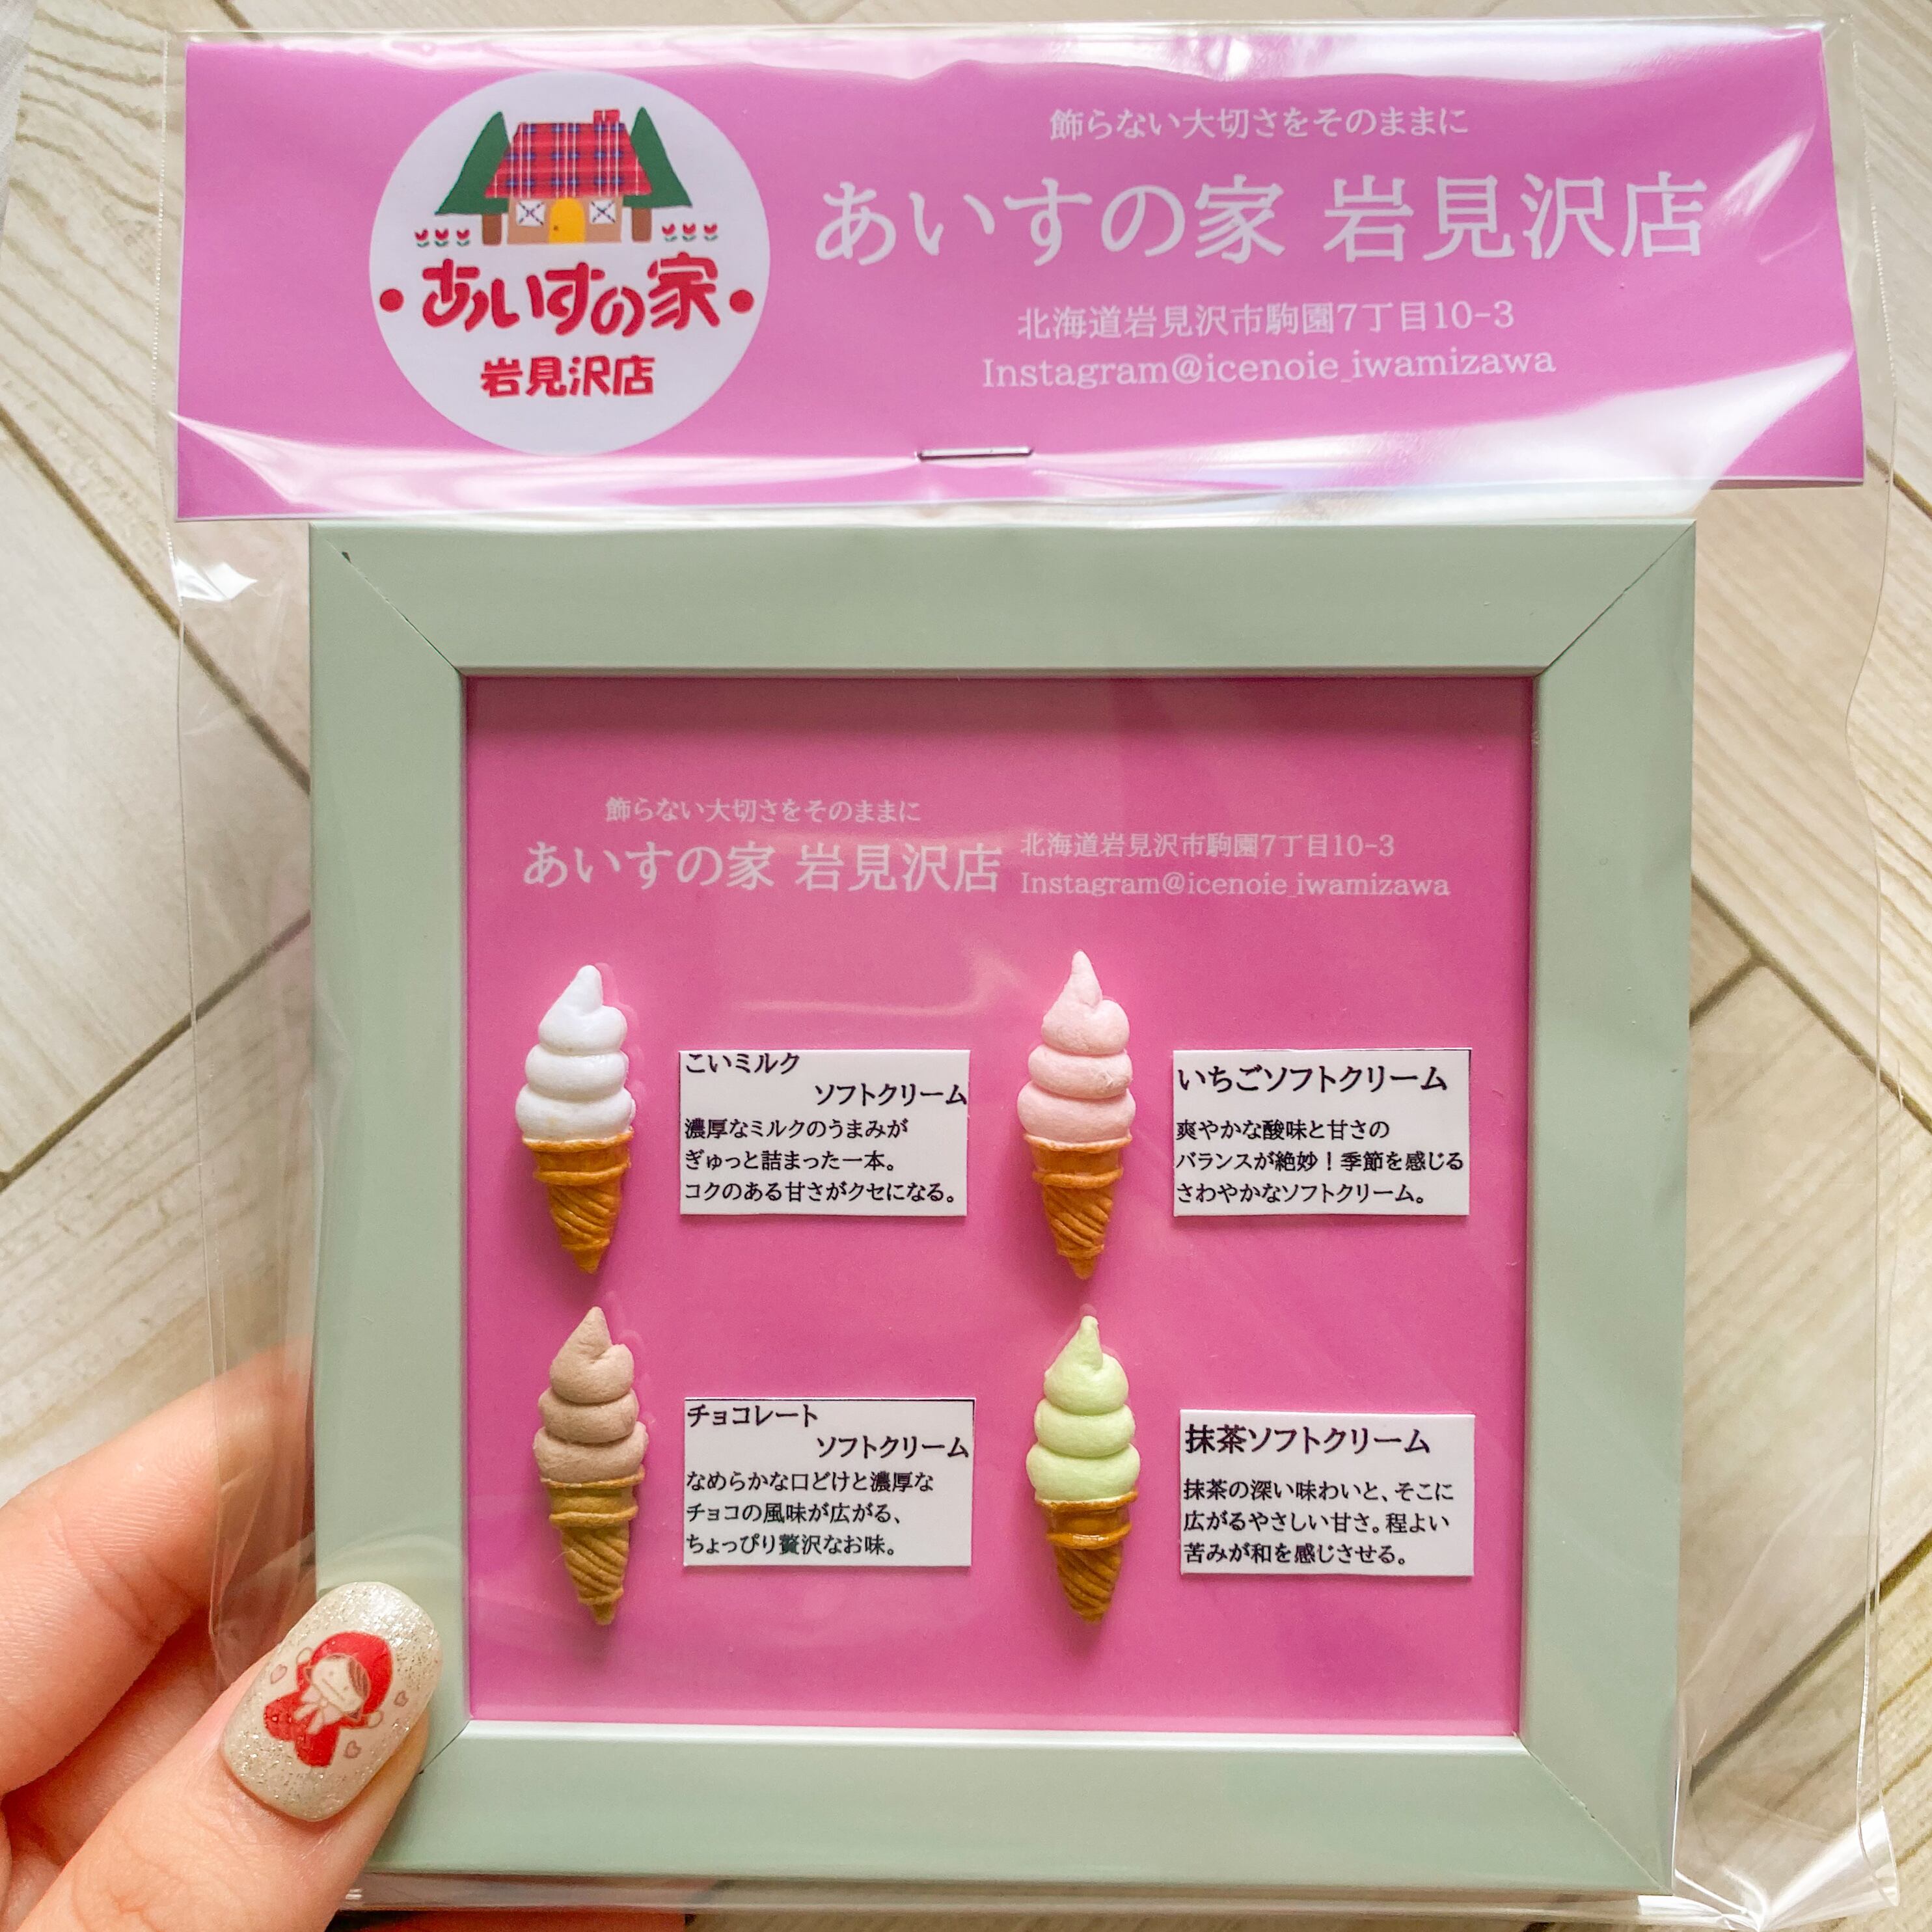 あいすの家
岩見沢店
飾らない大切さをそのままに
あいすの家 岩見沢店
北海道岩見沢市駒園7丁目10-3
Instagram@icenoie_iwamizawa
飾らない大切さをそのままに
あいすの家 岩見沢店
北海道岩見沢市駒園7丁目10-3
Instagram@icenoie_iwamizawa
こいミルク
ソフトクリーム
濃厚なミルクのうまみが
ぎゅっと詰まった一本。
コクのある甘さがクセになる。
いちごソフトクリーム
爽やかな酸味と甘さの
バランスが絶妙！季節を感じる
さわやかなソフトクリーム。
チョコレート
ソフトクリーム
なめらかな口どけと濃厚な
チョコの風味が広がる、
ちょっぴり贅沢なお味。
抹茶ソフトクリーム
抹茶の深い味わいと、そこに
広がるやさしい甘さ。程よい
苦みが和を感じさせる。